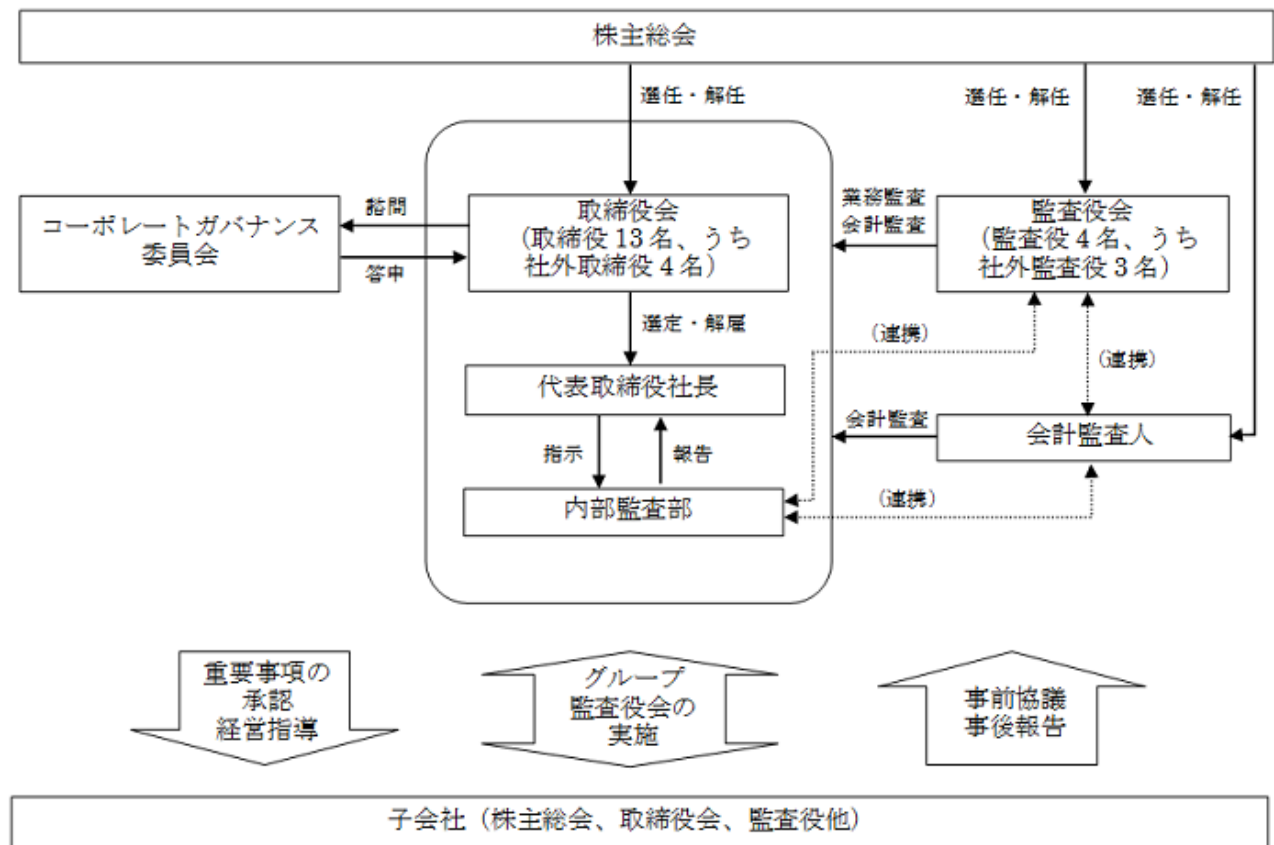 株主総会
選任・解任
選任・解任
選任・解任
コーポレートガバナンス
委員会
諮問
答申
取締役会
（取締役 13 名、うち
社外取締役 4 名）
業務監査
会計監査
監査役会
（監査役 4 名、うち
社外監査役 3 名）
選定・解雇
（連携）
（連携）
代表取締役社長
会計監査
会計監査人
指示
報告
内部監査部
（連携）
重要事項の
承認
経営指導
グループ
監査役会の
実施
事前協議
事後報告
子会社（株主総会、取締役会、監査役他）